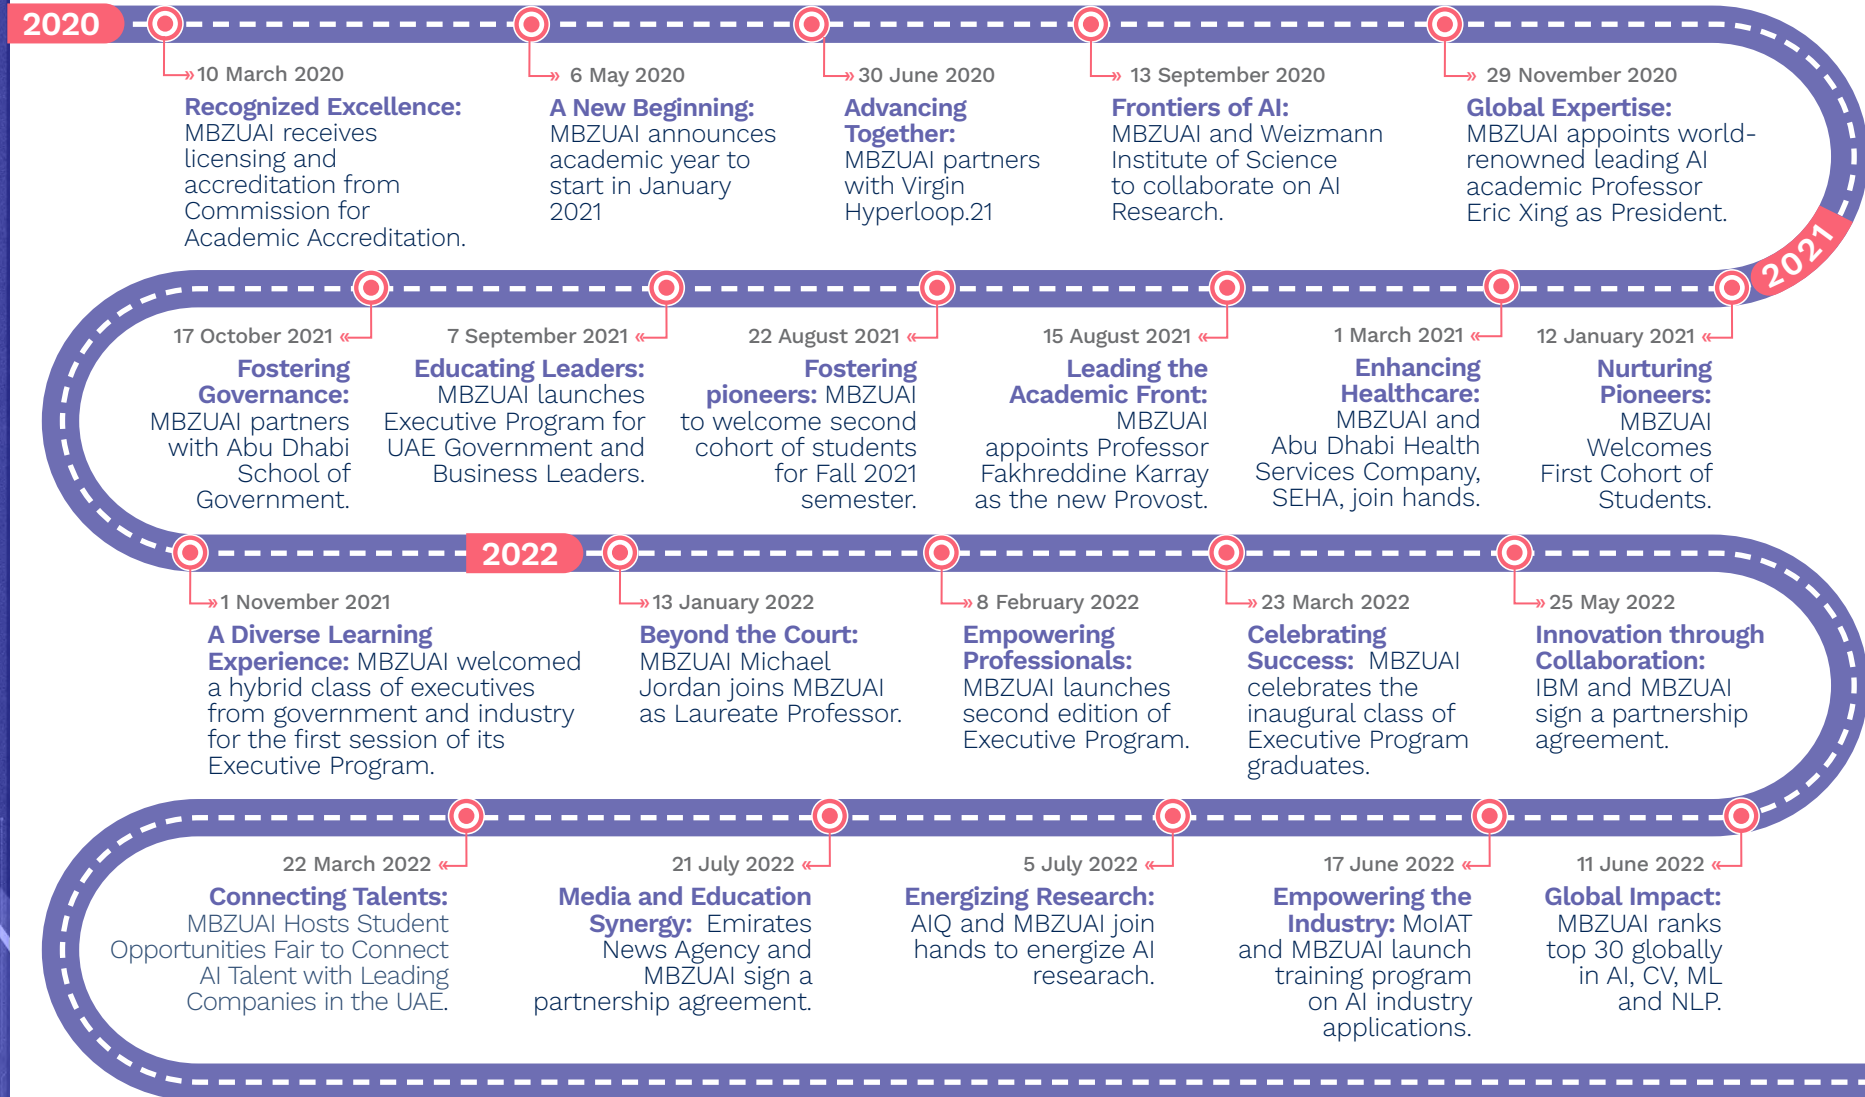 2020
10 March 2020
Recognized Excellence:
MBZUAI receives
licensing and
accreditation from
Commission for
Academic Accreditation.
6 May 2020
A New Beginning:
MBZUAI announces
academic year to
start in January
2021
30 June 2020
Advancing
Together:
MBZUAI partners
with Virgin
Hyperloop.21
13 September 2020
Frontiers of AI:
MBZUAI and Weizmann
Institute of Science
to collaborate on AI
Research.
29 November 2020
Global Expertise:
MBZUAI appoints world-
renowned leading AI
academic Professor
Eric Xing as President.
2021
12 January 2021
Nurturing
Pioneers:
MBZUAI
Welcomes
First Cohort of
Students.
1 March 2021
Enhancing
Healthcare:
MBZUAI and
Abu Dhabi Health
Services Company,
SEHA, join hands.
15 August 2021
Leading the
Academic Front:
MBZUAI
appoints Professor
Fakhreddine Karray
as the new Provost.
22 August 2021
Fostering
pioneers: MBZUAI
to welcome second
cohort of students
for Fall 2021
semester.
7 September 2021
Educating Leaders:
MBZUAI launches
Executive Program for
UAE Government and
Business Leaders.
17 October 2021
Fostering
Governance:
MBZUAI partners
with Abu Dhabi
School of
Government.
1 November 2021
A Diverse Learning
Experience: MBZUAI welcomed
a hybrid class of executives
from government and industry
for the first session of its
Executive Program.
2022
13 January 2022
Beyond the Court:
MBZUAI Michael
Jordan joins MBZUAI
as Laureate Professor.
8 February 2022
Empowering
Professionals:
MBZUAI launches
second edition of
Executive Program.
23 March 2022
Celebrating
Success: MBZUAI
celebrates the
inaugural class of
Executive Program
graduates.
25 May 2022
Innovation through
Collaboration:
IBM and MBZUAI
sign a partnership
agreement.
11 June 2022
Global Impact:
MBZUAI ranks
top 30 globally
in AI, CV, ML
and NLP.
17 June 2022
Empowering the
Industry: MoIAT
and MBZUAI launch
training program
on AI industry
applications.
5 July 2022
Energizing Research:
AIQ and MBZUAI join
hands to energize AI
researach.
21 July 2022
Media and Education
Synergy: Emirates
News Agency and
MBZUAI sign a
partnership agreement.
22 March 2022
Connecting Talents:
MBZUAI Hosts Student
Opportunities Fair to Connect
AI Talent with Leading
Companies in the UAE.